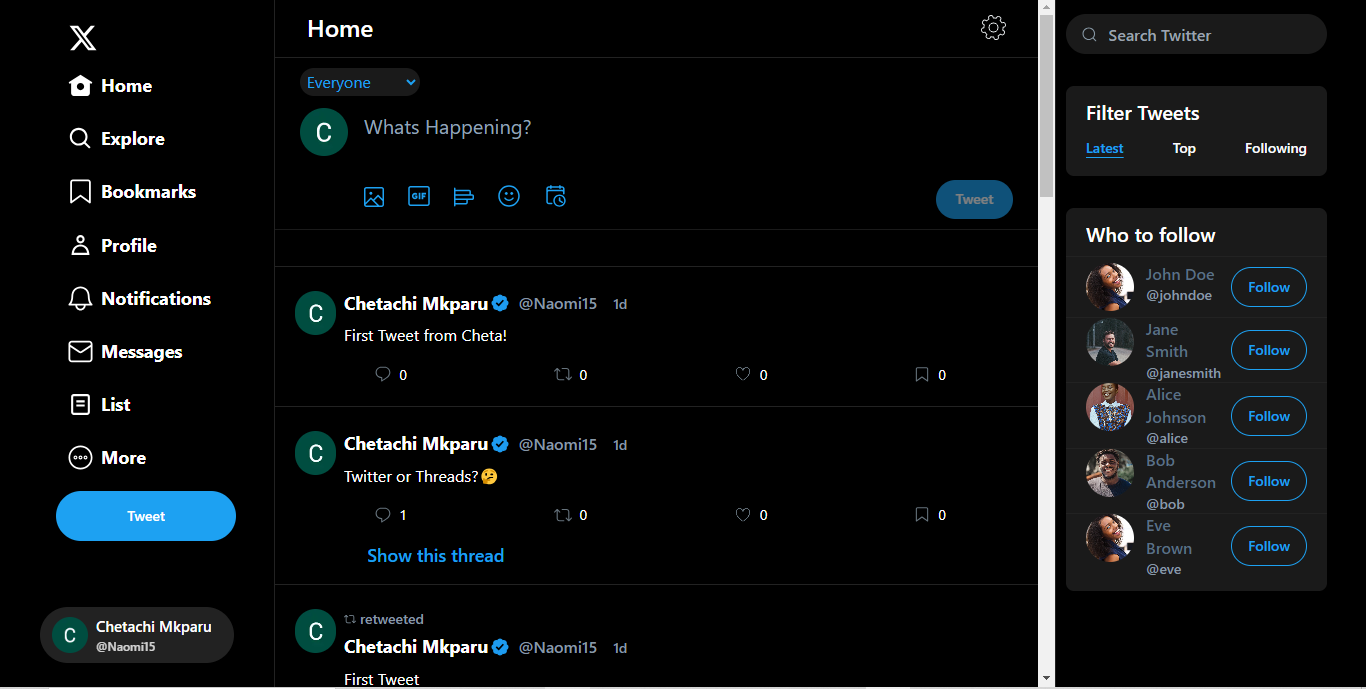 Home
Explore
Bookmarks
Profile
Notifications
Messages
List
More
Tweet
C
Chetachi Mkparu
@Naomi15
Home
Everyone
C
Whats Happening?
GIF
Tweet
C
Chetachi Mkparu @Naomi15 1d
First Tweet from Cheta!
0 0 0 0
C
Chetachi Mkparu @Naomi15 1d
Twitter or Threads?🤔
1 0 0 0
Show this thread
C
retweeted
Chetachi Mkparu @Naomi15 1d
First Tweet
Search Twitter
Filter Tweets
Latest Top Following
Who to follow
John Doe
@johndoe
Follow
Jane
Smith
@janesmith
Follow
Alice
Johnson
@alice
Follow
Bob
Anderson
@bob
Follow
Eve
Brown
@eve
Follow